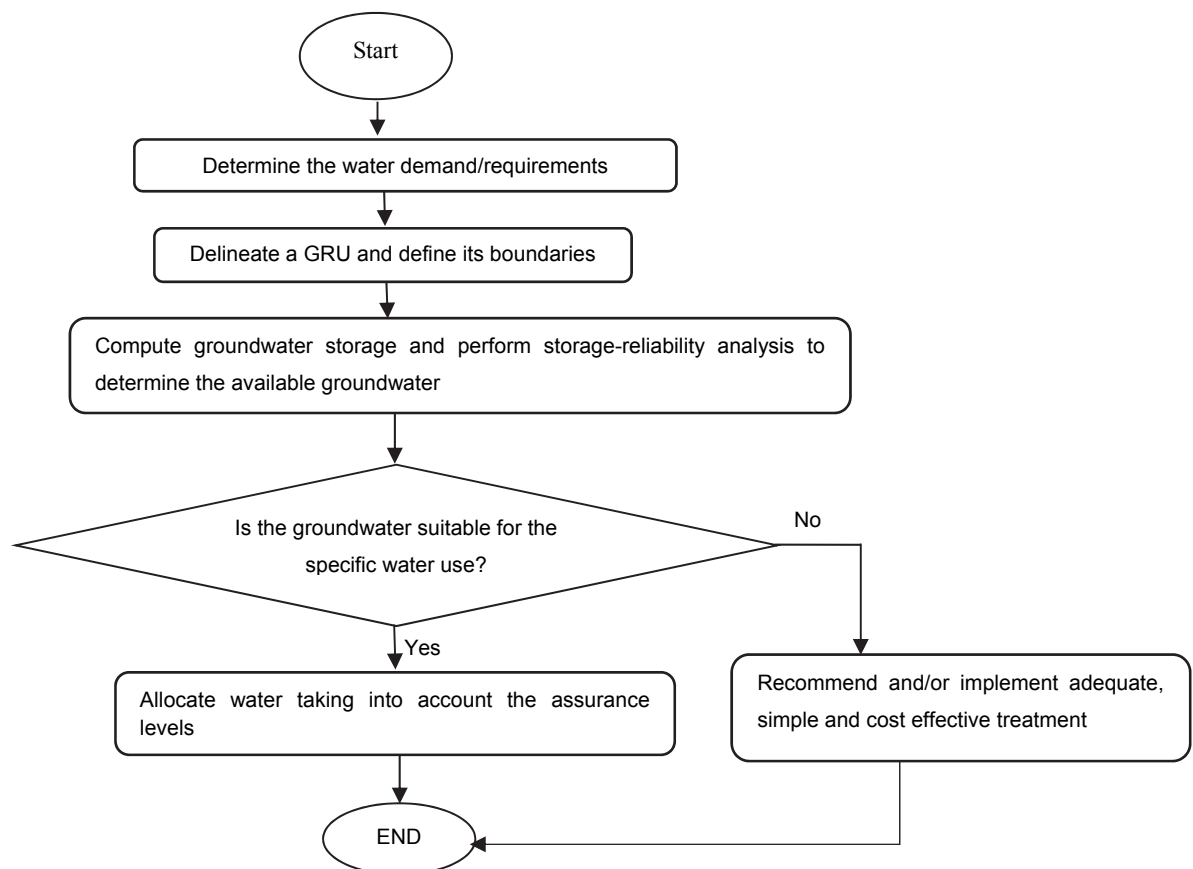 Start
Determine the water demand/requirements
Delineate a GRU and define its boundaries
Compute groundwater storage and perform storage-reliability analysis to
determine the available groundwater
Is the groundwater suitable for the
specific water use?
No
Yes
Allocate water taking into account the assurance
levels
Recommend and/or implement adequate,
simple and cost effective treatment
END